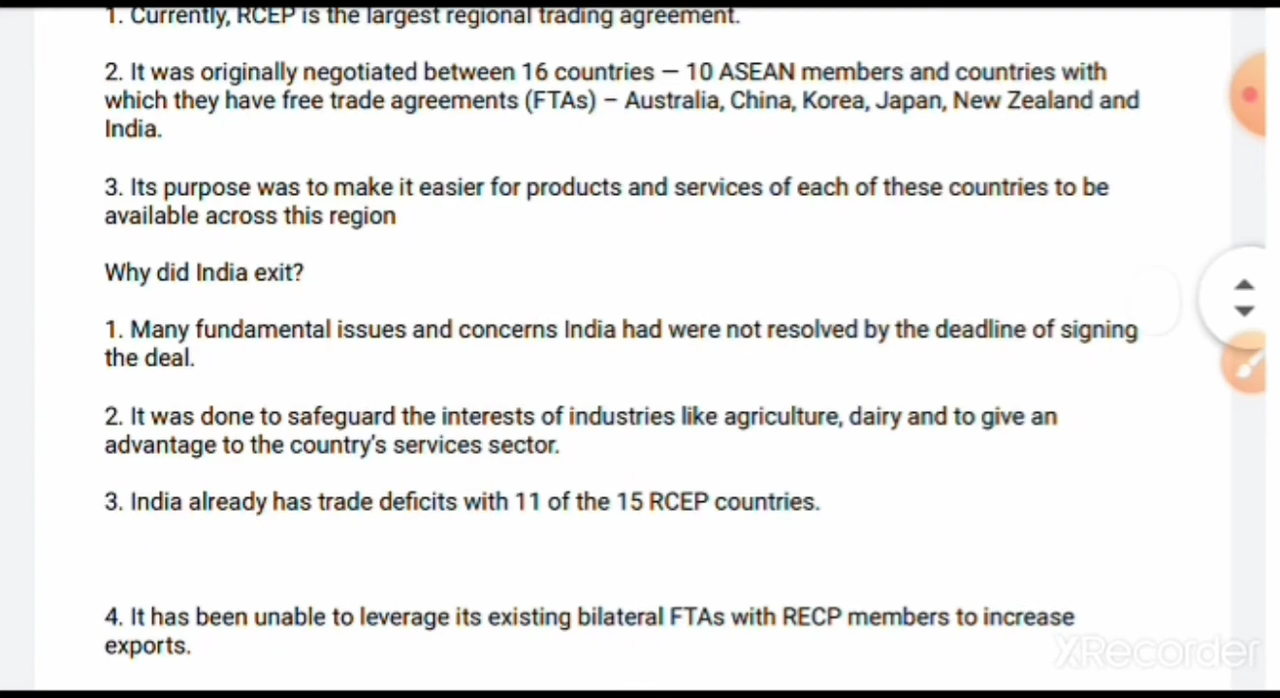 1. Currently, RCEP is the largest regional trading agreement.
2. It was originally negotiated between 16 countries – 10 ASEAN members and countries with
which they have free trade agreements (FTAs) – Australia, China, Korea, Japan, New Zealand and
India.
3. Its purpose was to make it easier for products and services of each of these countries to be
available across this region
Why did India exit?
1. Many fundamental issues and concerns India had were not resolved by the deadline of signing
the deal.
2. It was done to safeguard the interests of industries like agriculture, dairy and to give an
advantage to the country's services sector.
3. India already has trade deficits with 11 of the 15 RCEP countries.
4. It has been unable to leverage its existing bilateral FTAs with RECP members to increase
exports.
XRecorder